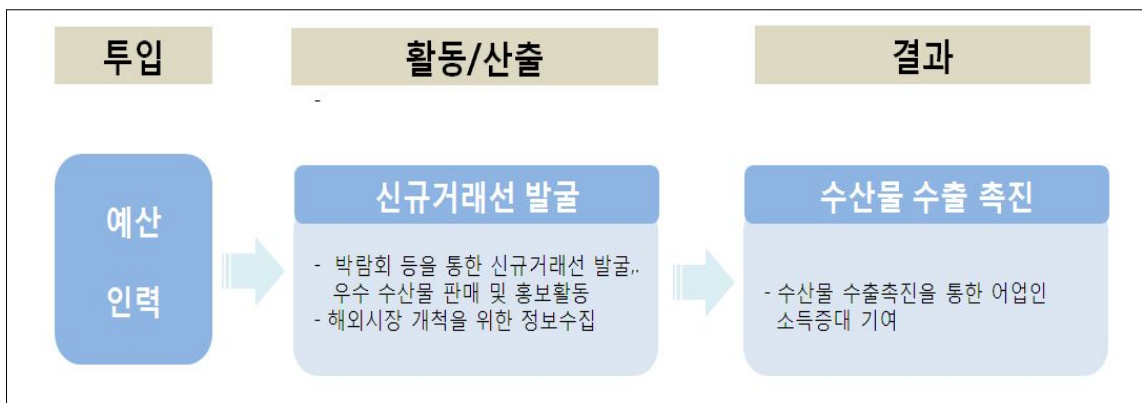 투입
활동/산출
결과
-
예산
인력
신규거래선 발굴
- 박람회 등을 통한 신규거래선 발굴,.
우수 수산물 판매 및 홍보활동
- 해외시장 개척을 위한 정보수집
수산물 수출 촉진
- 수산물 수출촉진을 통한 어업인
소득증대 기여